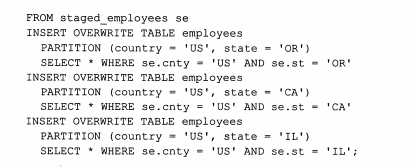 FROM staged_employees se
INSERT OVERWRITE TABLE employees
PARTITION (country = 'US', state = 'OR')
SELECT * WHERE se.cnty = 'US' AND se.st = 'OR'
INSERT OVERWRITE TABLE employees
PARTITION (country = 'US', state = 'CA')
SELECT * WHERE se.cnty = 'US' AND se.st = 'CA'
INSERT OVERWRITE TABLE employees
PARTITION (country = 'US', state = 'IL')
SELECT * WHERE se.cnty = 'US' AND se.st = 'IL';